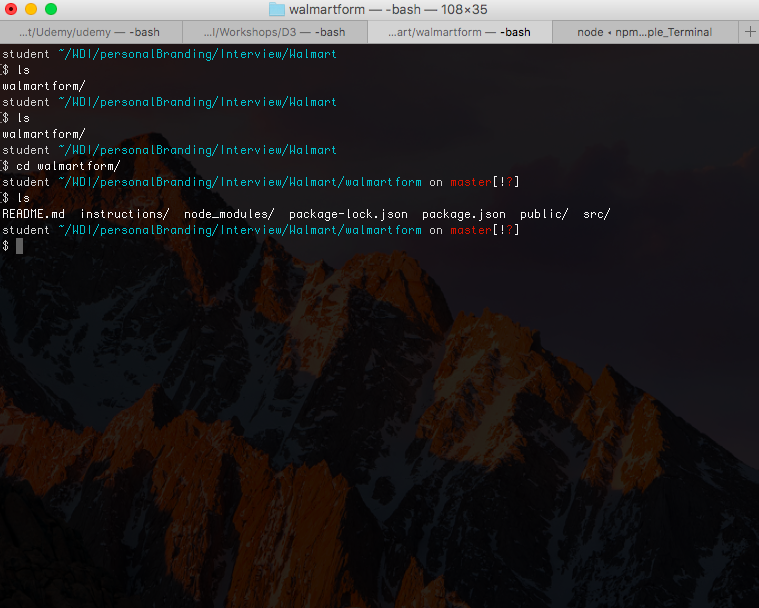 walmartform — -bash — 108×35
...t/Udemy/udemy — -bash
...l/Workshops/D3 — -bash
...art/walmartform — -bash
node ◂ npm...ple_Terminal
student ~/WDI/personalBranding/Interview/Walmart
$ ls
walmartform/
student ~/WDI/personalBranding/Interview/Walmart
$ ls
walmartform/
student ~/WDI/personalBranding/Interview/Walmart
$ cd walmartform/
student ~/WDI/personalBranding/Interview/Walmart/walmartform on master[!?]
$ ls
README.md instructions/ node_modules/ package-lock.json package.json public/ src/
student ~/WDI/personalBranding/Interview/Walmart/walmartform on master[!?]
$